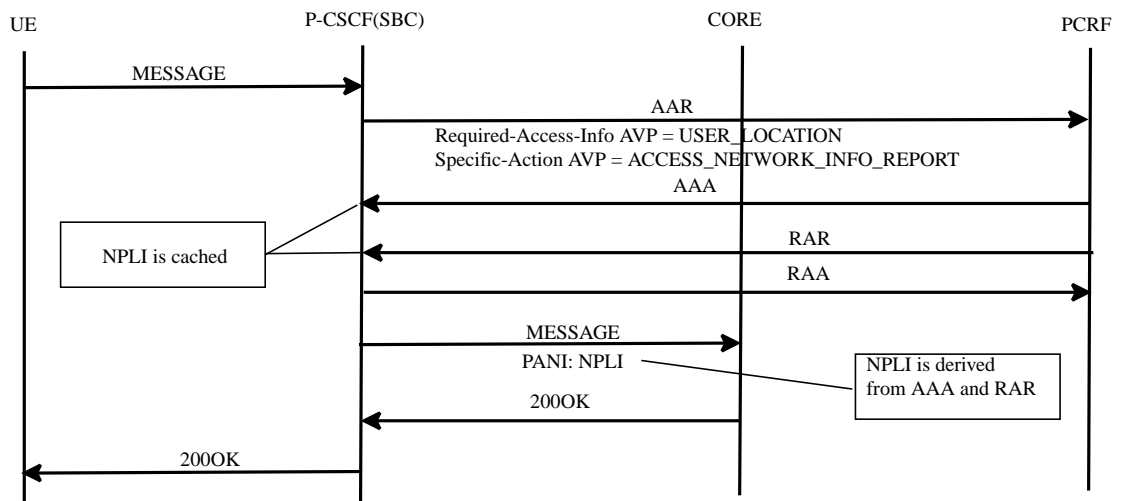 UE
P-CSCF(SBC)
CORE
PCRF
MESSAGE
AAR
Required-Access-Info AVP = USER_LOCATION
Specific-Action AVP = ACCESS_NETWORK_INFO_REPORT
AAA
NPLI is cached
RAR
RAA
MESSAGE
PANI: NPLI
NPLI is derived
from AAA and RAR
200OK
200OK